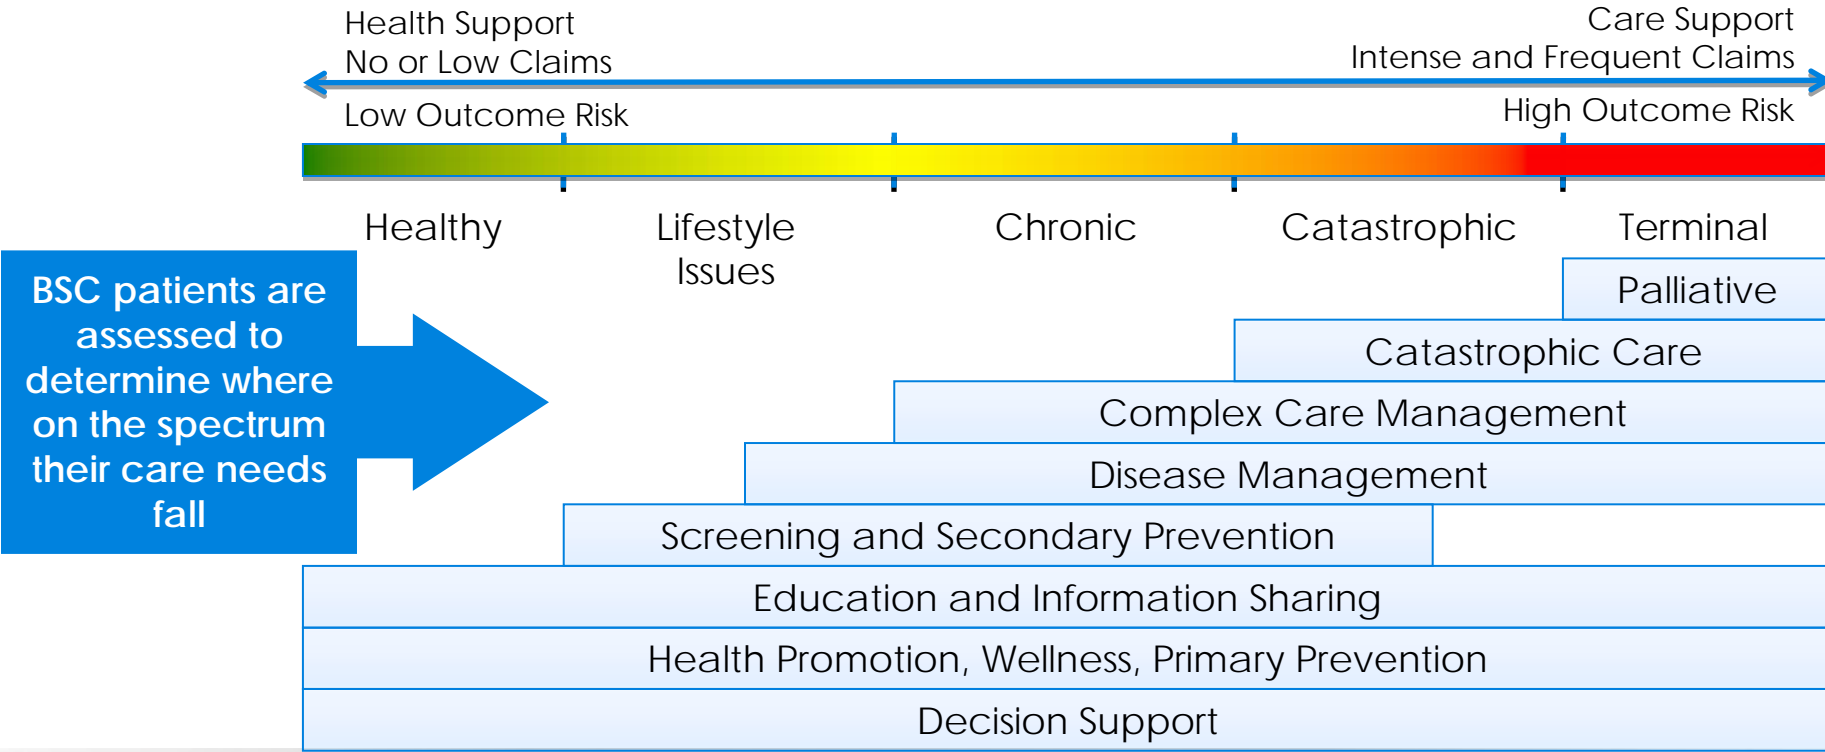 Health Support
No or Low Claims
Care Support
Intense and Frequent Claims
Low Outcome Risk
High Outcome Risk
Healthy
Lifestyle
Issues
Chronic
Catastrophic
Terminal
BSC patients are
assessed to
determine where
on the spectrum
their care needs
fall
Palliative
Catastrophic Care
Complex Care Management
Disease Management
Screening and Secondary Prevention
Education and Information Sharing
Health Promotion, Wellness, Primary Prevention
Decision Support